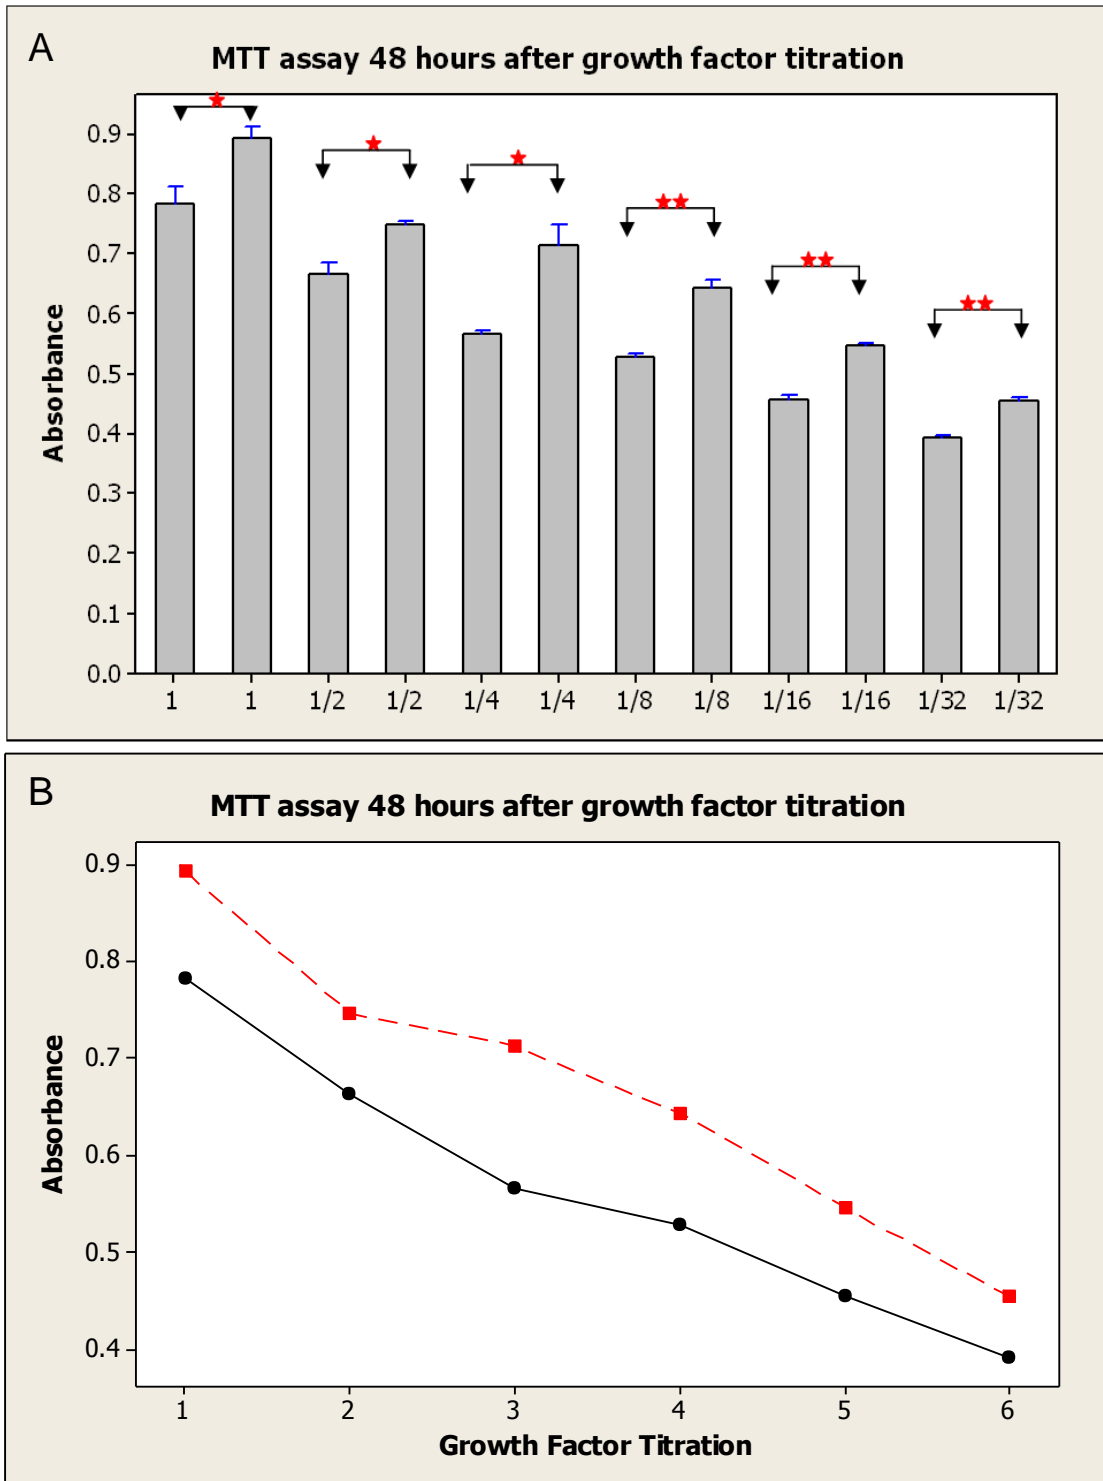 A
MTT assay 48 hours after growth factor titration
Absorbance
0.9
0.8
0.7
0.6
0.5
0.4
0.3
0.2
0.1
0.0
1 1 1/2 1/2 1/4 1/4 1/8 1/8 1/16 1/16 1/32 1/32
B
MTT assay 48 hours after growth factor titration
Absorbance
0.9
0.8
0.7
0.6
0.5
0.4
1 2 3 4 5 6
Growth Factor Titration